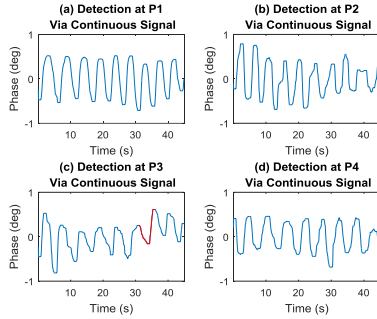 (a) Detection at P1
Via Continuous Signal
1
0
-1
Phase (deg)
10 20 30 40
Time (s)
(b) Detection at P2
Via Continuous Signal
1
0
-1
Phase (deg)
10 20 30 40
Time (s)
(c) Detection at P3
Via Continuous Signal
1
0
-1
Phase (deg)
10 20 30 40
Time (s)
(d) Detection at P4
Via Continuous Signal
1
0
-1
Phase (deg)
10 20 30 40
Time (s)